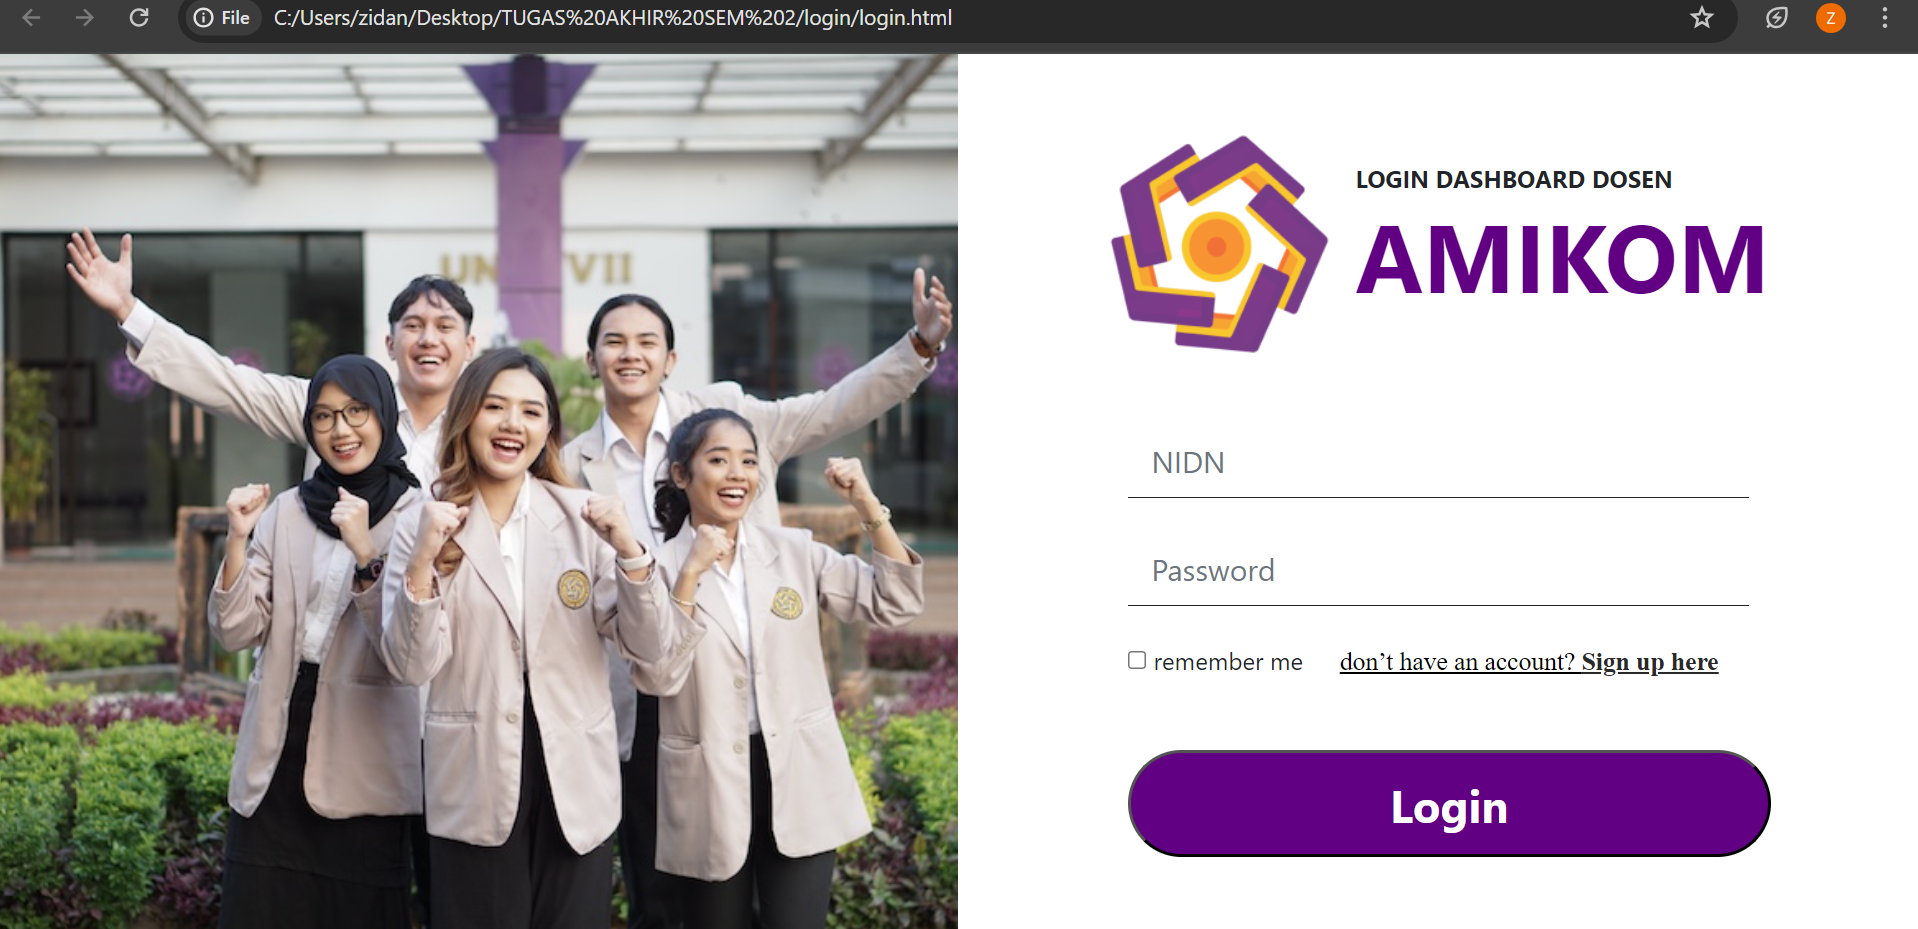 File C:/Users/zidan/Desktop/TUGAS%20AKHIR%20SEM%202/login/login.html
Z
UN VII
LOGIN DASHBOARD DOSEN
AMIKOM
NIDN
Password
remember me don’t have an account? Sign up here
Login